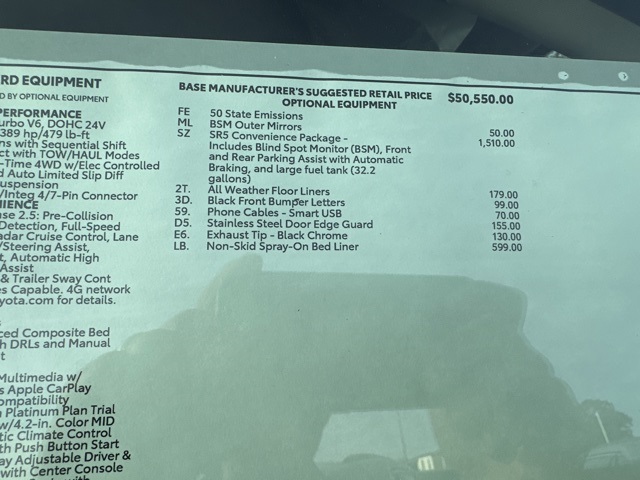 RD EQUIPMENT
D BY OPTIONAL EQUIPMENT
PERFORMANCE
urbo V6, DOHC 24V
389 hp/479 lb-ft
ns with Sequential Shift
ct with TOW/HAUL Modes
-Time 4WD w/Elec Controlled
d Auto Limited Slip Diff
uspension
/Integ 4/7-Pin Connector
IENCE
se 2.5: Pre-Collision
Detection, Full-Speed
adar Cruise Control, Lane
/Steering Assist,
t, Automatic High
Assist
& Trailer Sway Cont
s Capable. 4G network
yota.com for details.
ced Composite Bed
h DRLs and Manual
t
Multimedia w/
s Apple CarPlay
ompatibility
Platinum Plan Trial
w/4.2-in. Color MID
tic Climate Control
th Push Button Start
ay Adjustable Driver &
with Center Console
BASE MANUFACTURER'S SUGGESTED RETAIL PRICE $50,550.00
OPTIONAL EQUIPMENT
FE 50 State Emissions
ML BSM Outer Mirrors 50.00
SZ SR5 Convenience Package - 1,510.00
Includes Blind Spot Monitor (BSM), Front
and Rear Parking Assist with Automatic
Braking, and large fuel tank (32.2
gallons)
2T. All Weather Floor Liners 179.00
3D. Black Front Bumper Letters 99.00
59. Phone Cables - Smart USB 70.00
D5. Stainless Steel Door Edge Guard 155.00
E6. Exhaust Tip - Black Chrome 130.00
LB. Non-Skid Spray-On Bed Liner 599.00